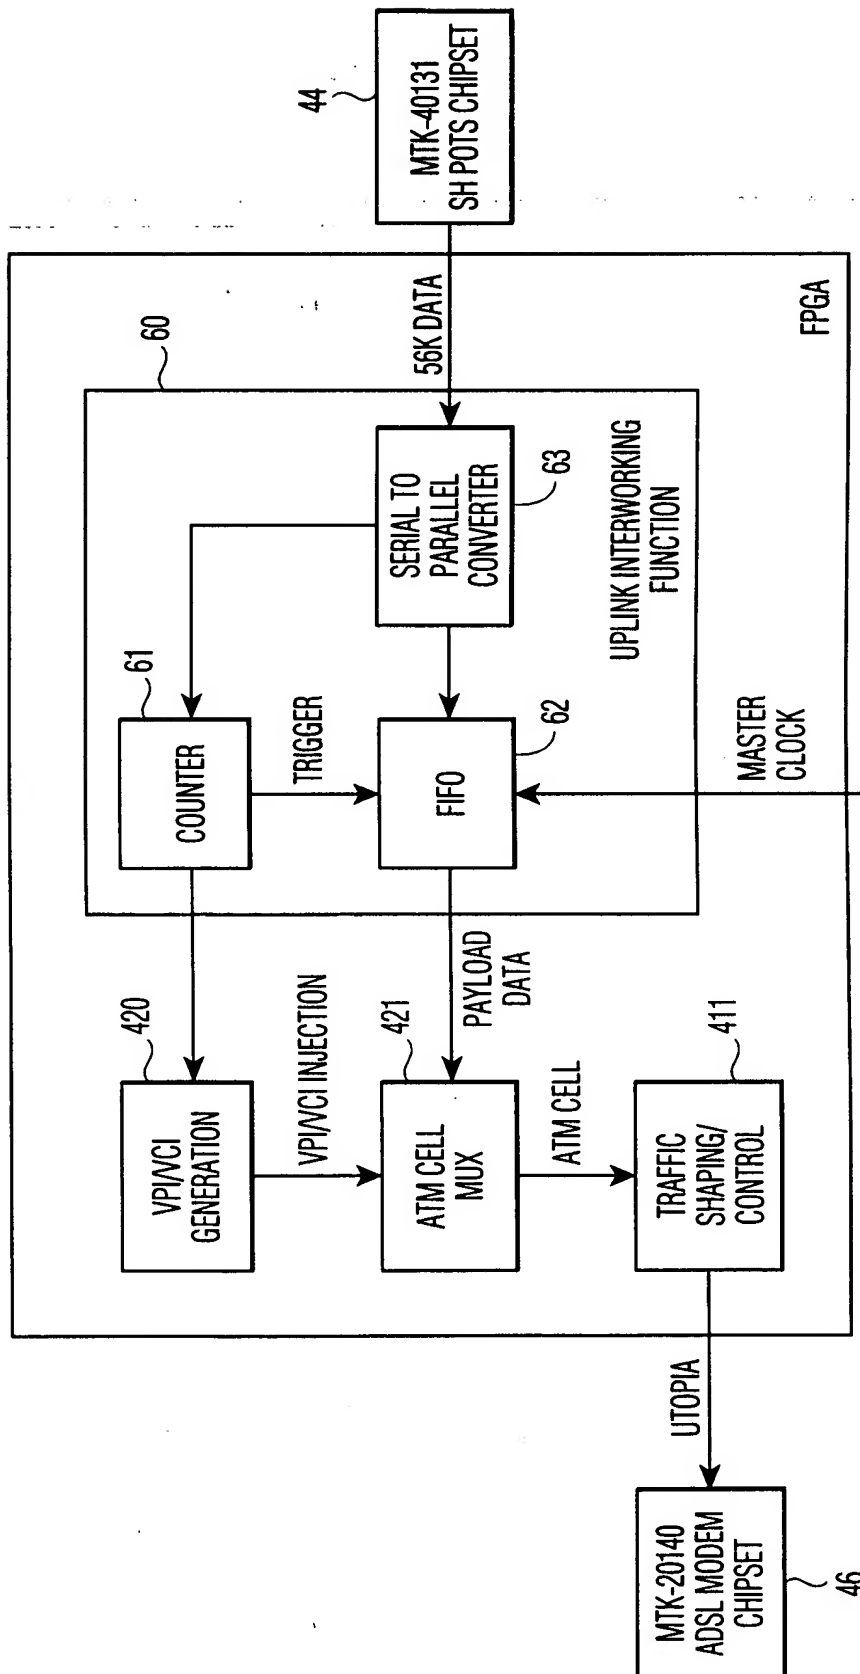 44
MTK-40131
SH POTS CHIPSET
56K DATA
FPGA
60
SERIAL TO
PARALLEL
CONVERTER
63
UPLINK INTERWORKING
FUNCTION
61
COUNTER
TRIGGER
FIFO
62
MASTER
CLOCK
420
VPI/VCI
GENERATION
VPI/VCI INJECTION
421
ATM CELL
MUX
PAYLOAD
DATA
ATM CELL
411
TRAFFIC
SHAPING/
CONTROL
UTOPIA
MTK-20140
ADSL MODEM
CHIPSET
46